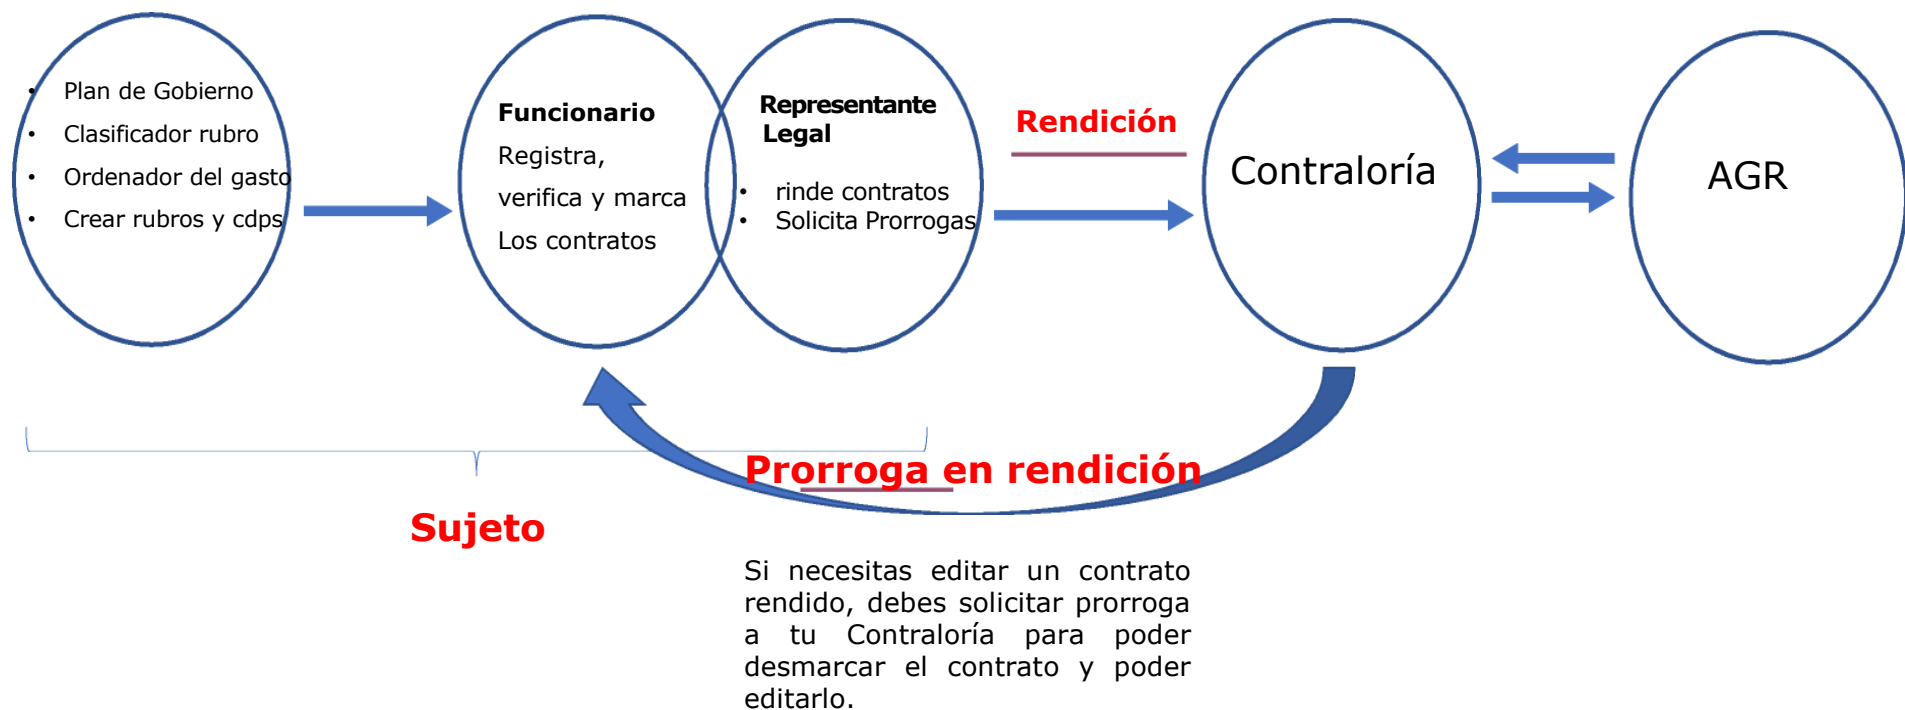 • Plan de Gobierno
• Clasificador rubro
• Ordenador del gasto
• Crear rubros y cdps
Funcionario
Registra,
verifica y marca
Los contratos
Representante
Legal
• rinde contratos
• Solicita Prorrogas
Rendición
Contraloría
AGR
Prorroga en rendición
Sujeto
Si necesitas editar un contrato
rendido, debes solicitar prorroga
a tu Contraloría para poder
desmarcar el contrato y poder
editarlo.